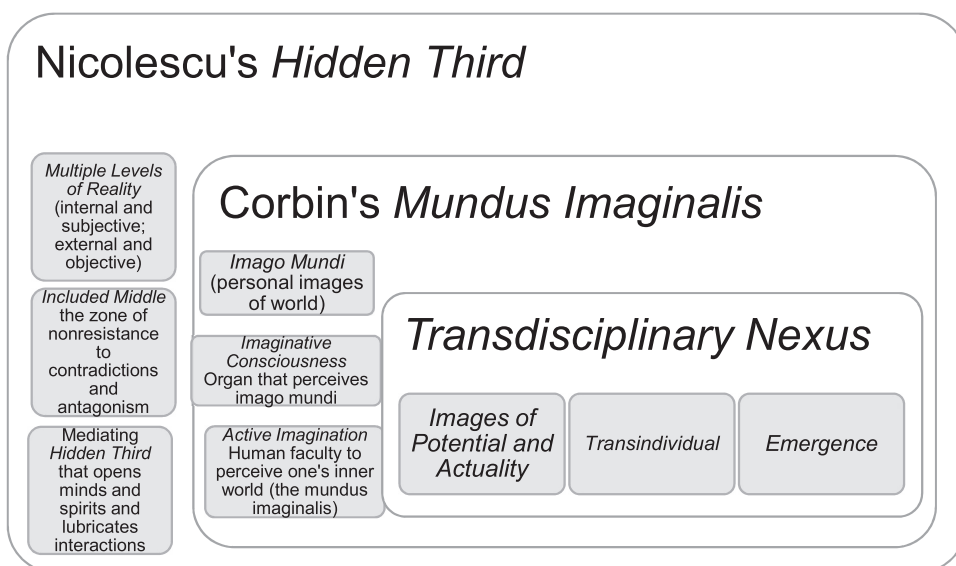 Nicolescu's Hidden Third
Multiple Levels
of Reality
(internal and
subjective;
external and
objective)
Included Middle
the zone of
nonresistance
to
contradictions
and
antagonism
Mediating
Hidden Third
that opens
minds and
spirits and
lubricates
interactions
Corbin's Mundus Imaginalis
Imago Mundi
(personal images
of world)
Imaginative
Consciousness
Organ that perceives
imago mundi
Active Imagination
Human faculty to
perceive one's inner
world (the mundus
imaginalis)
Transdisciplinary Nexus
Images of
Potential and
Actuality
Transindividual
Emergence